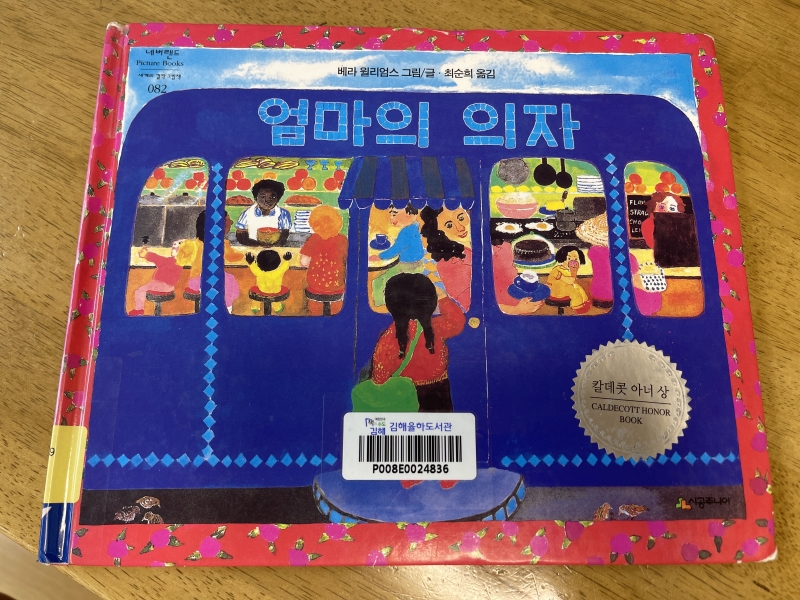 네버랜드
Picture Books
세계의 걸작 그림책
082
베라 윌리엄스 그림/글 · 최순희 옮김
엄마의 의자
칼데콧 아너 상
CALDECOTT HONOR
BOOK
김해 김해율하도서관
P008E0024836
시공주니어